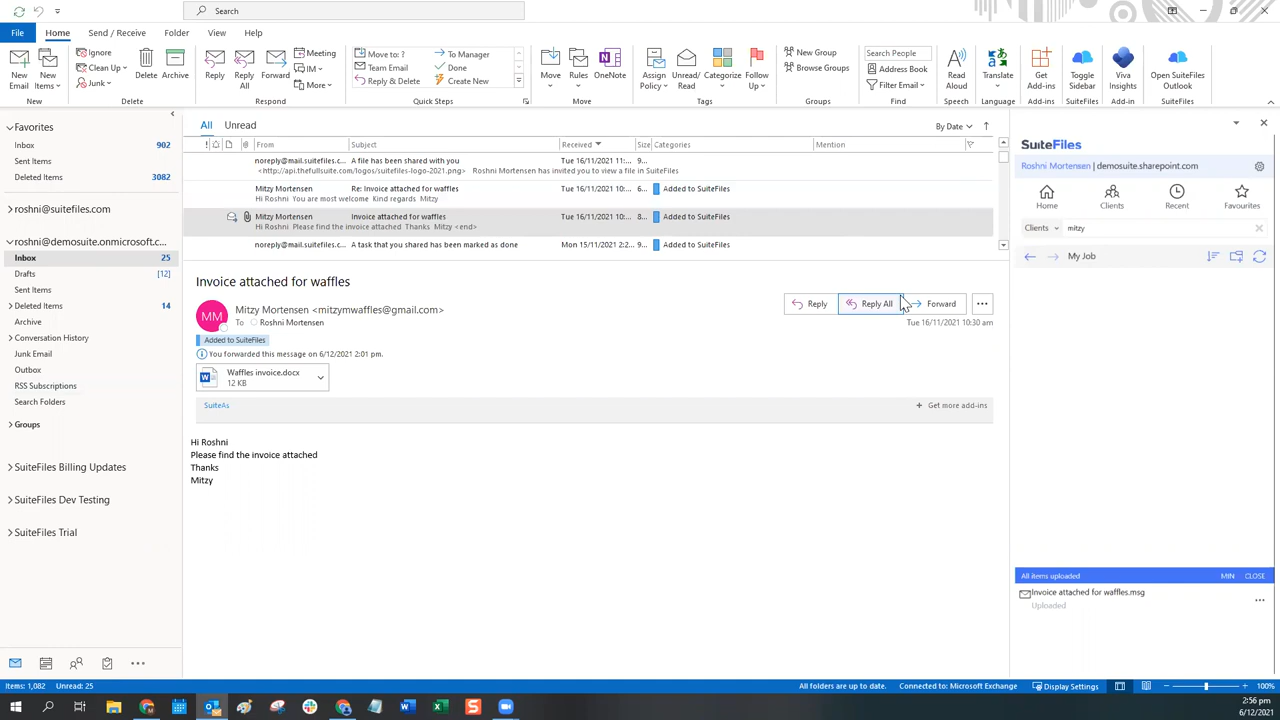 Search
File Home Send / Receive Folder View Help
New Email
New Items
Ignore
Clean Up
Junk
Delete
Archive
Reply
Reply All
Forward
Meeting
IM
More
Move to: ?
Team Email
Reply & Delete
To Manager
Done
Create New
Move
Rules
OneNote
Assign Policy
Unread/ Read
Categorize
Follow Up
New Group
Browse Groups
Search People
Address Book
Filter Email
Read Aloud
Translate
Get Add-ins
Toggle Sidebar
Viva Insights
Open SuiteFiles Outlook
New Delete Respond Quick Steps Move Tags Groups Find Speech Language Add-ins SuiteFiles Add-in SuiteFiles
Favorites
Inbox 902
Sent Items
Deleted Items 3082
roshni@suitefiles.com
roshni@demosuite.onmicrosoft.c...
Inbox 25
Drafts [12]
Sent Items
Deleted Items 14
Archive
Conversation History
Junk Email
Outbox
RSS Subscriptions
Search Folders
Groups
SuiteFiles Billing Updates
SuiteFiles Dev Testing
SuiteFiles Trial
All Unread By Date
From Subject Received Size Categories Mention
noreply@mail.suitefiles.c... A file has been shared with you Tue 16/11/2021 11:... 9...
<http://api.thefullsuite.com/logos/suitefiles-logo-2021.png> Roshni Mortensen has invited you to view a file in SuiteFiles
Mitzy Mortensen Re: Invoice attached for waffles Tue 16/11/2021 10:... 6... Added to SuiteFiles
Hi Roshni You are most welcome Kind regards Mitzy
Mitzy Mortensen Invoice attached for waffles Tue 16/11/2021 10:... 8... Added to SuiteFiles
Hi Roshni Please find the invoice attached Thanks Mitzy <end>
noreply@mail.suitefiles.c... A task that you shared has been marked as done Mon 15/11/2021 2:2... 9... Added to SuiteFiles
Invoice attached for waffles
MM
Mitzy Mortensen <mitzymwaffles@gmail.com>
To Roshni Mortensen
Reply Reply All Forward
Tue 16/11/2021 10:30 am
Added to SuiteFiles
You forwarded this message on 6/12/2021 2:01 pm.
Waffles invoice.docx
12 KB
SuiteAs + Get more add-ins
Hi Roshni
Please find the invoice attached
Thanks
Mitzy
SuiteFiles
Roshni Mortensen | demosuite.sharepoint.com
Home Clients Recent Favourites
Clients mitzy
My Job
All items uploaded MIN CLOSE
Invoice attached for waffles.msg
Uploaded
Items: 1,082 Unread: 25 All folders are up to date. Connected to: Microsoft Exchange Display Settings 100%
2:56 pm
6/12/2021